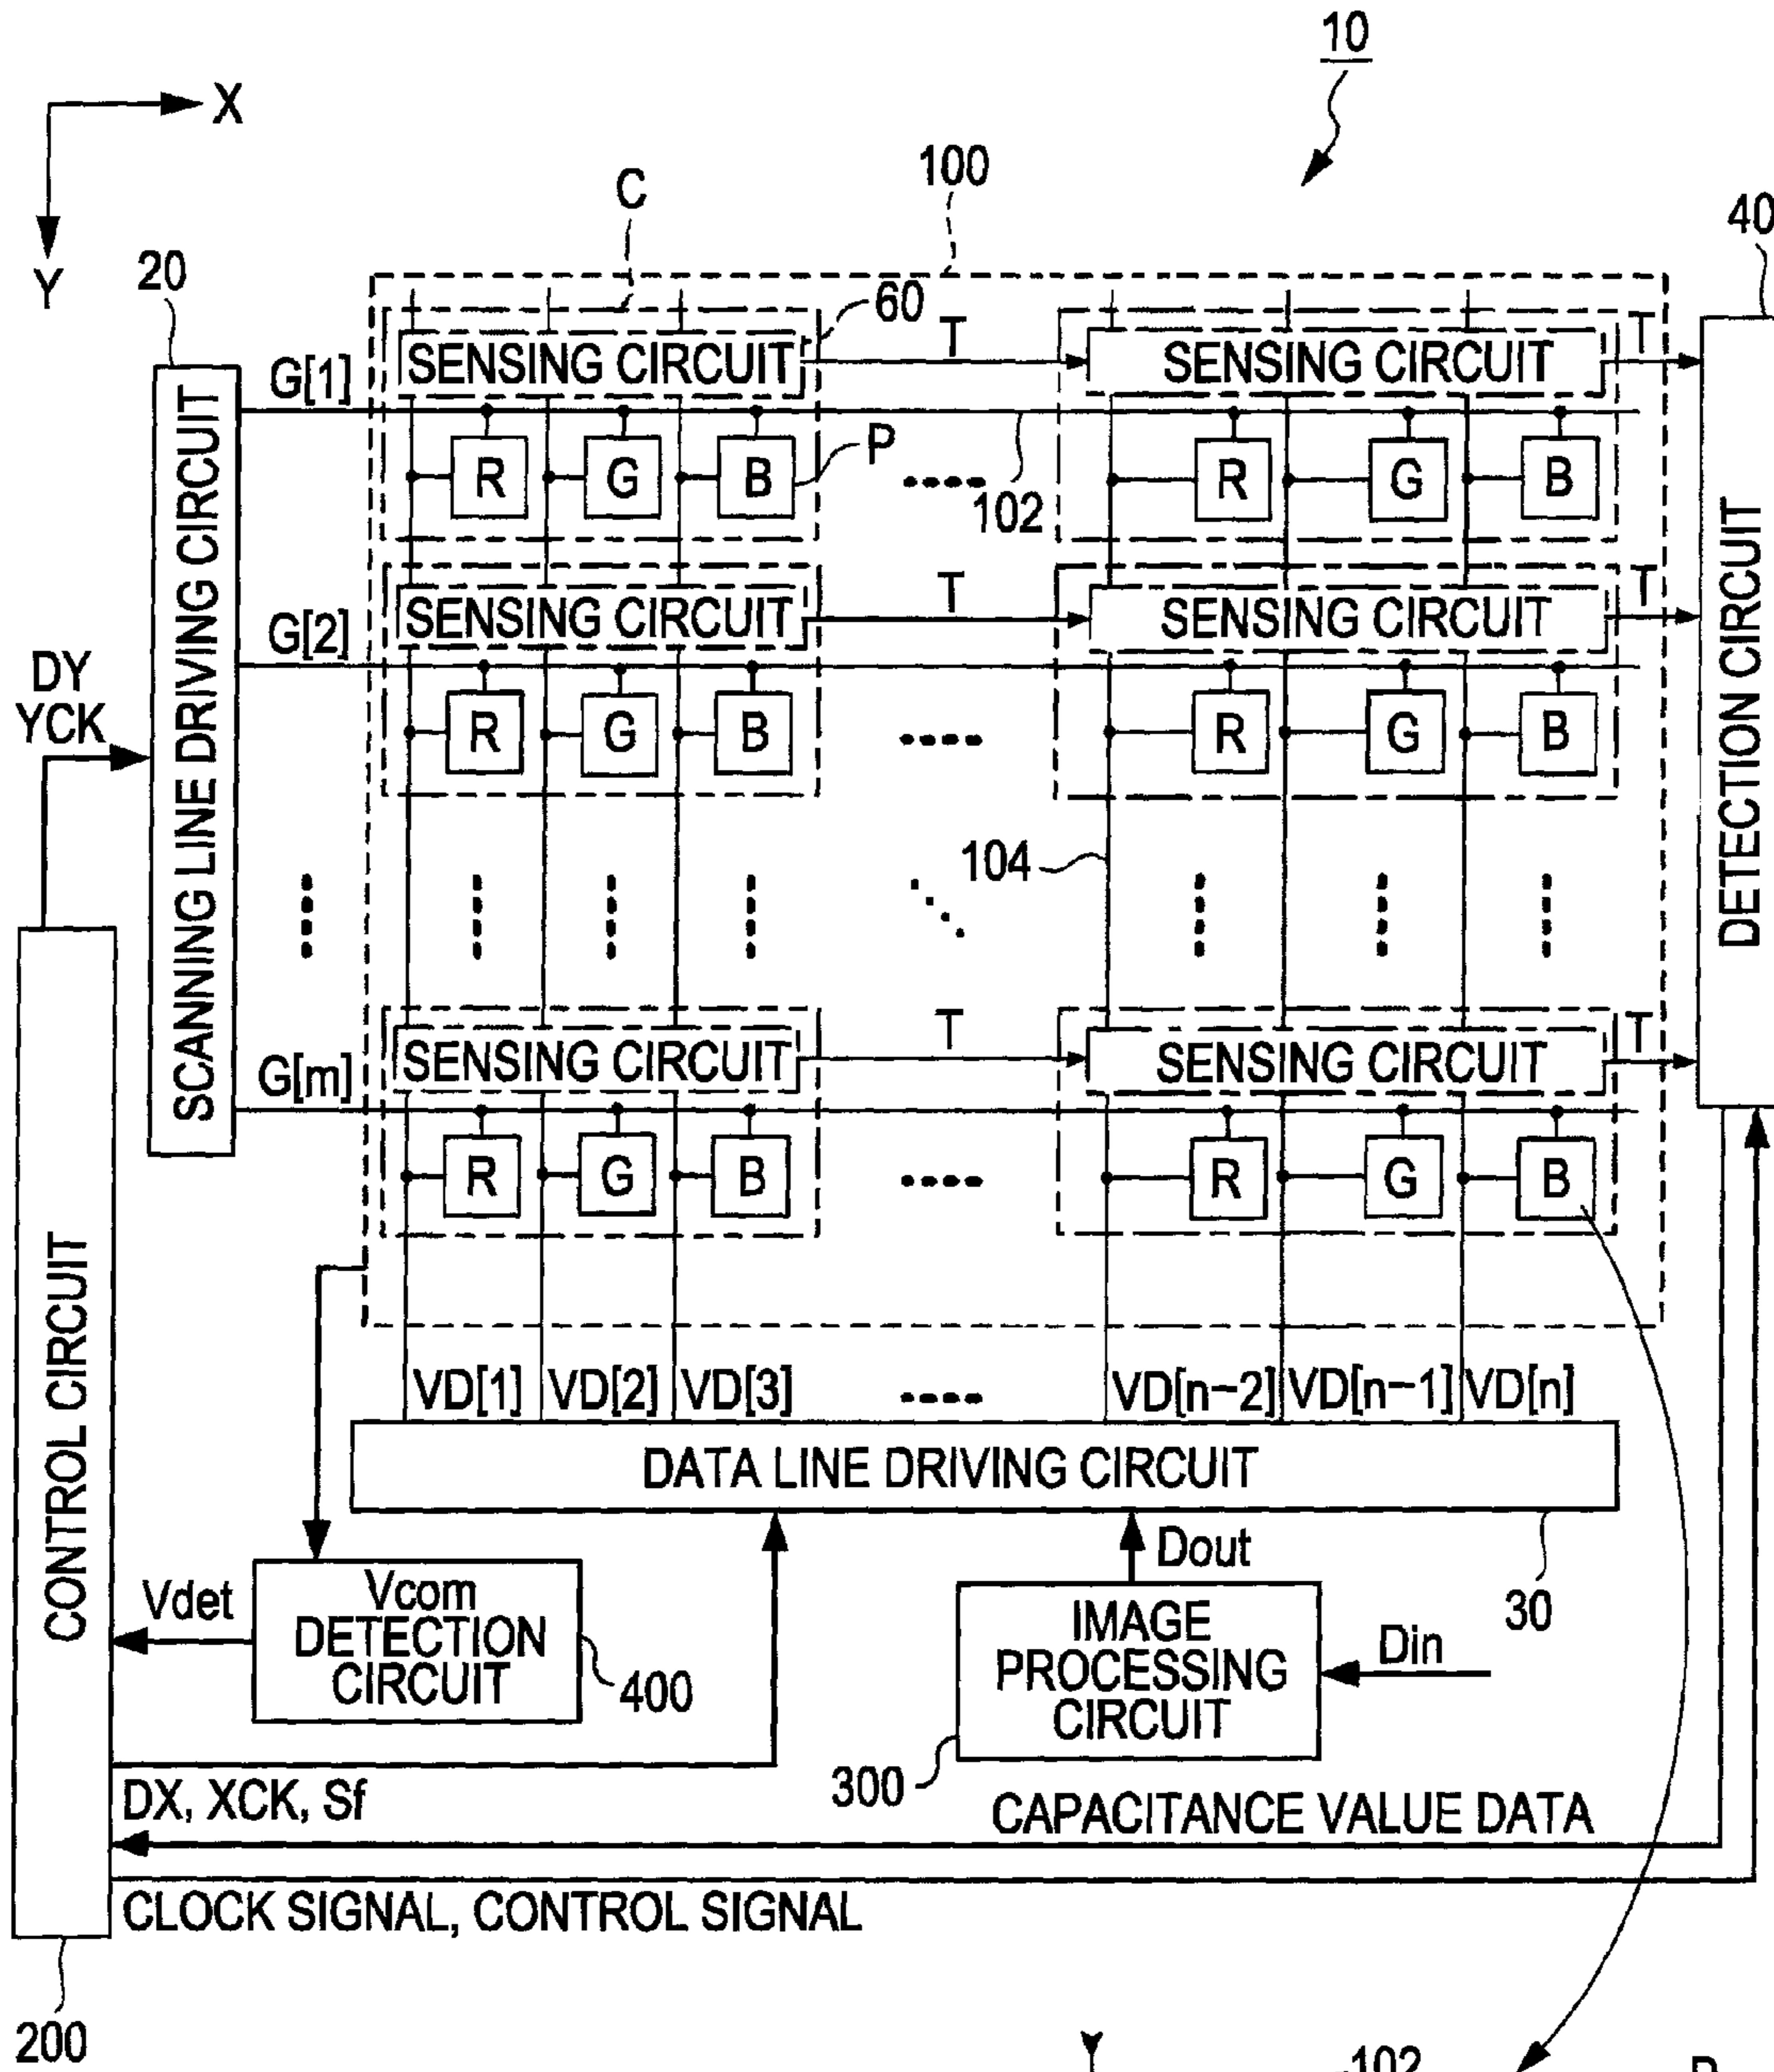 10
X
Y
C
100
40
20
60
SENSING CIRCUIT
T
SENSING CIRCUIT
T
G[1]
R
G
B
P
102
R
G
B
SENSING CIRCUIT
T
SENSING CIRCUIT
T
G[2]
R
G
B
R
G
B
DY
YCK
SCANNING LINE DRIVING CIRCUIT
DETECTION CIRCUIT
104
SENSING CIRCUIT
T
SENSING CIRCUIT
T
G[m]
R
G
B
R
G
B
CONTROL CIRCUIT
VD[1]
VD[2]
VD[3]
VD[n-2]
VD[n-1]
VD[n]
DATA LINE DRIVING CIRCUIT
30
Dout
Vdet
Vcom
DETECTION
CIRCUIT
400
IMAGE
PROCESSING
CIRCUIT
Din
300
DX, XCK, Sf
CAPACITANCE VALUE DATA
CLOCK SIGNAL, CONTROL SIGNAL
200
102